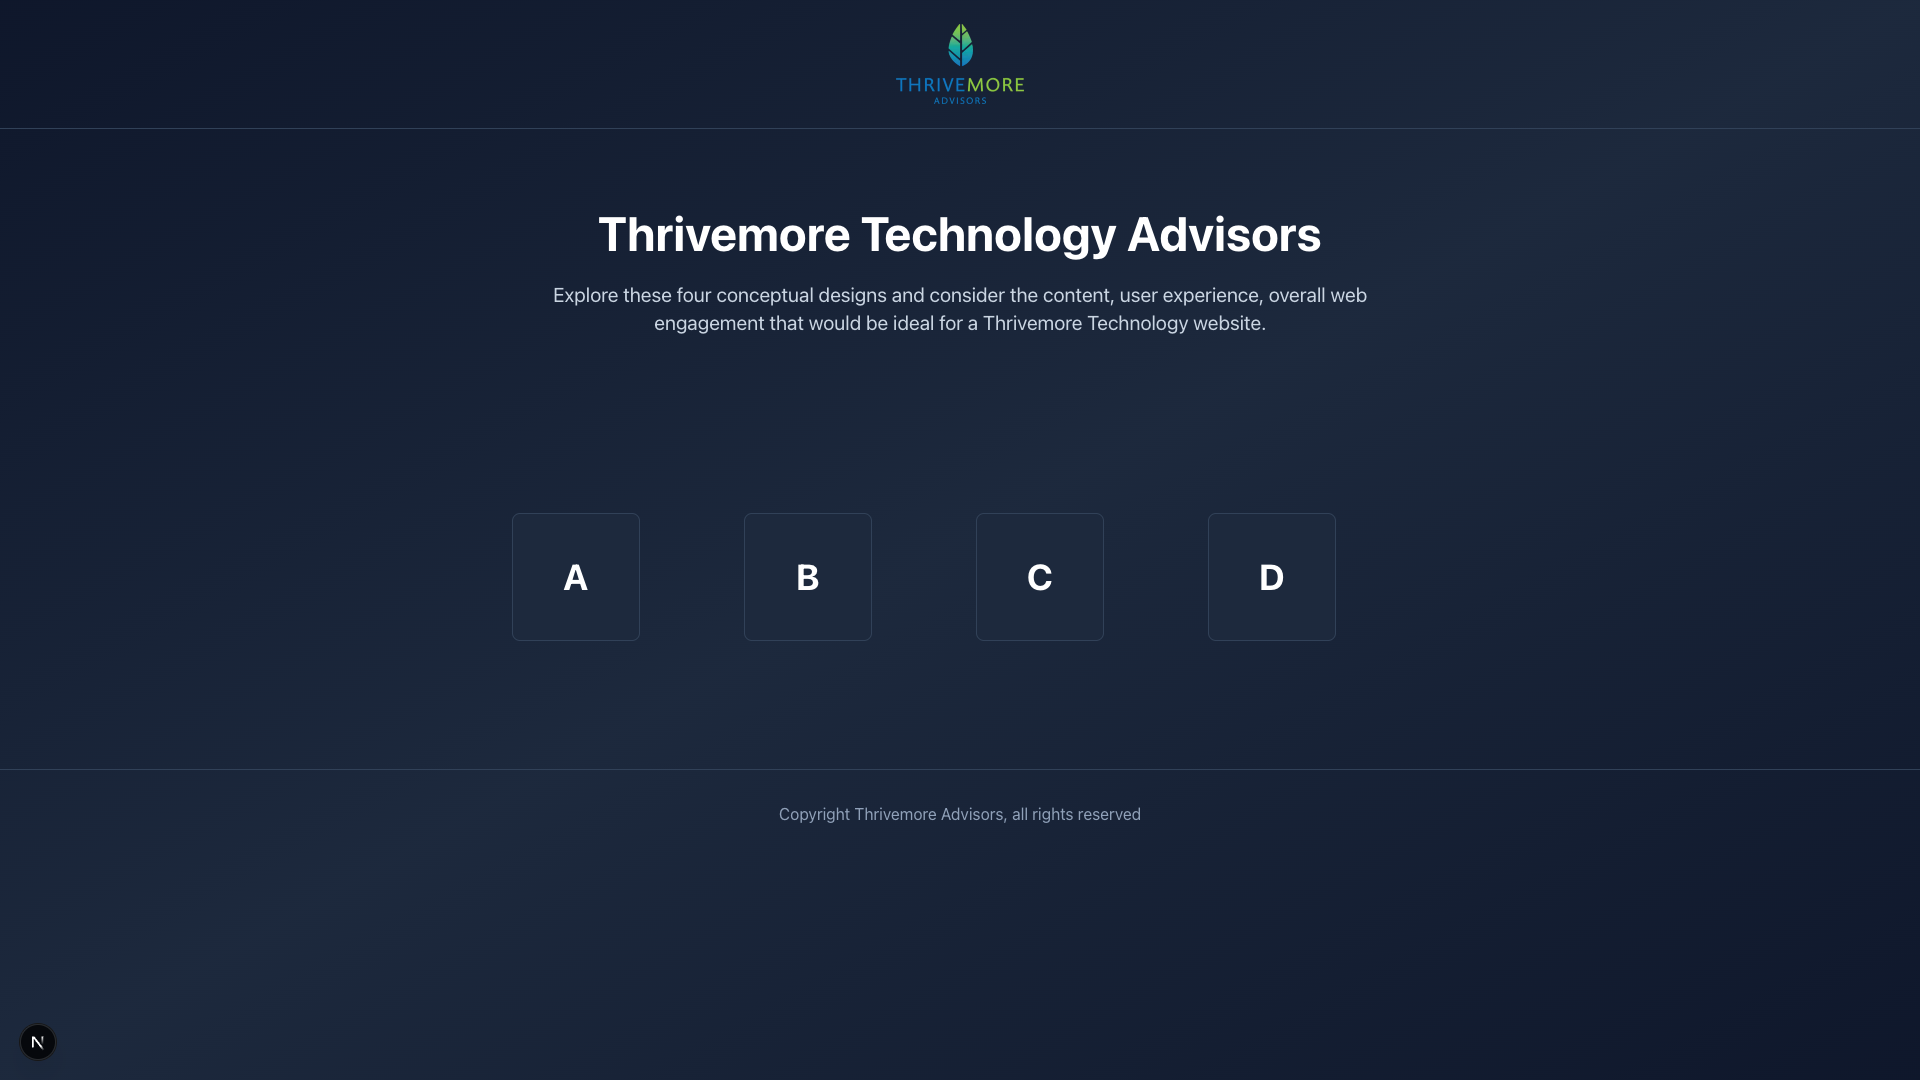 THRIVEMORE
ADVISORS
Thrivemore Technology Advisors
Explore these four conceptual designs and consider the content, user experience, overall web
engagement that would be ideal for a Thrivemore Technology website.
A
B
C
D
Copyright Thrivemore Advisors, all rights reserved
N